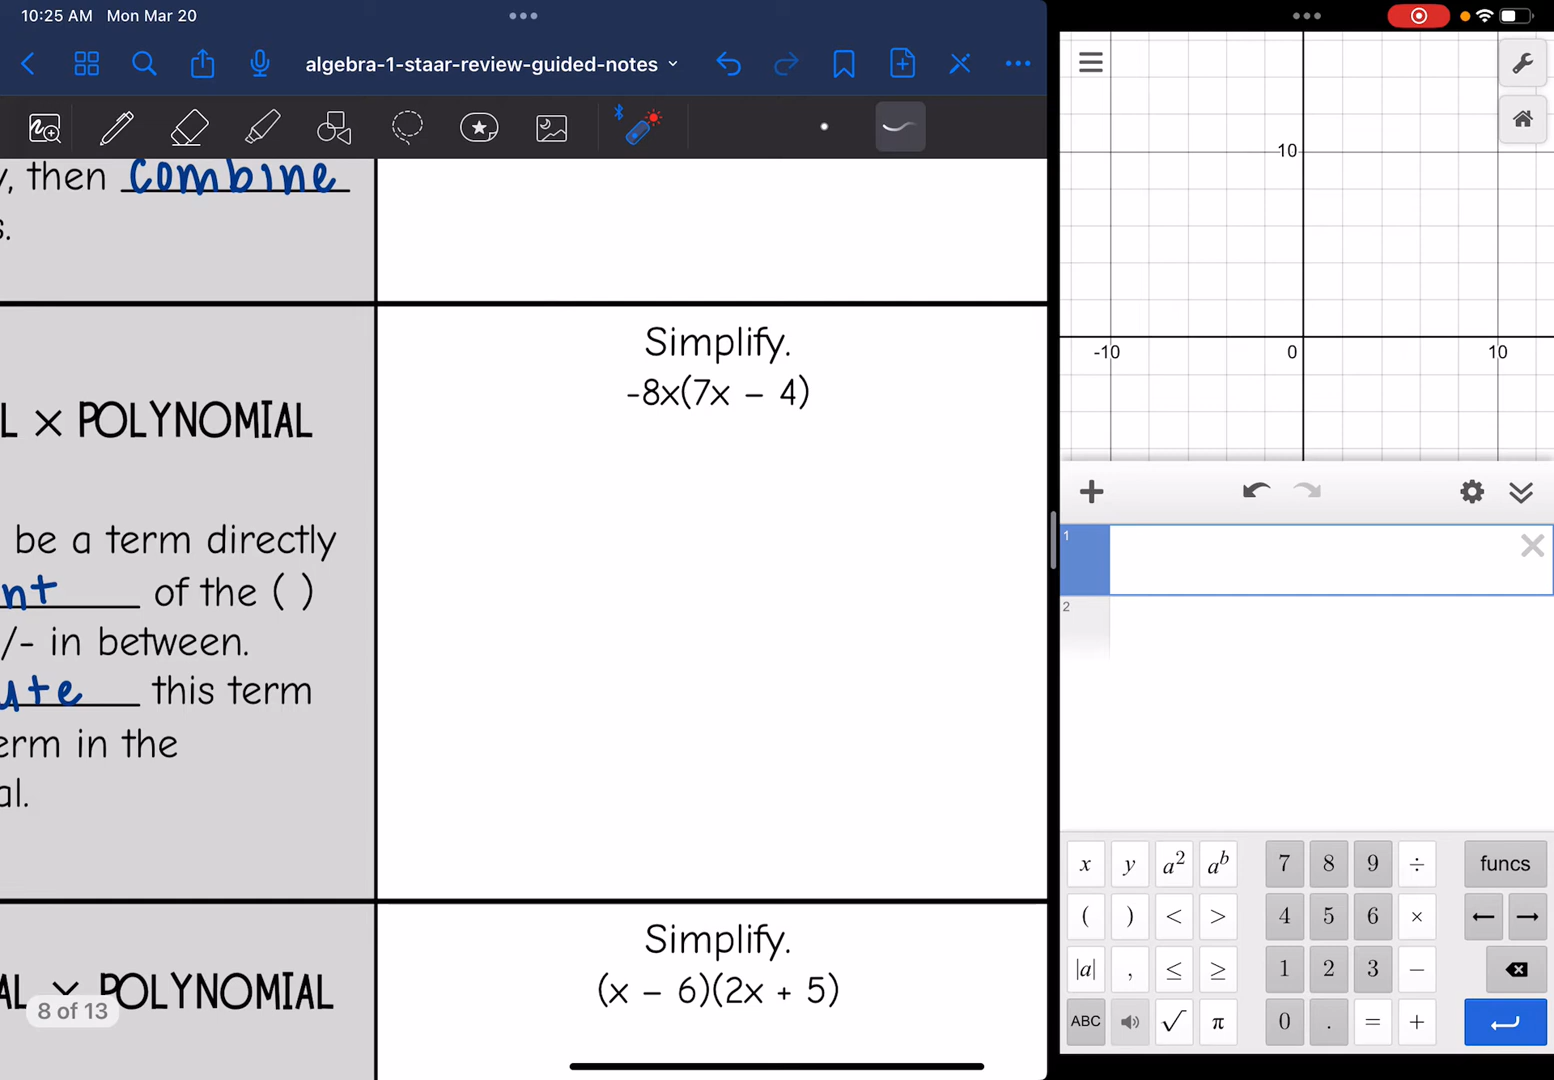 10:25 AM Mon Mar 20
algebra-1-staar-review-guided-notes
, then combine
s.
Simplify.
-8x(7x – 4)
L × POLYNOMIAL
be a term directly
nt of the ( )
/- in between.
ute this term
erm in the
al.
Simplify.
(x – 6)(2x + 5)
AL × POLYNOMIAL
8 of 13
10
-10 0 10
1
2
x y a² aᵇ 7 8 9 ÷ funcs
( ) < > 4 5 6 × ← →
|a| , ≤ ≥ 1 2 3 −
ABC √ π 0 . = +